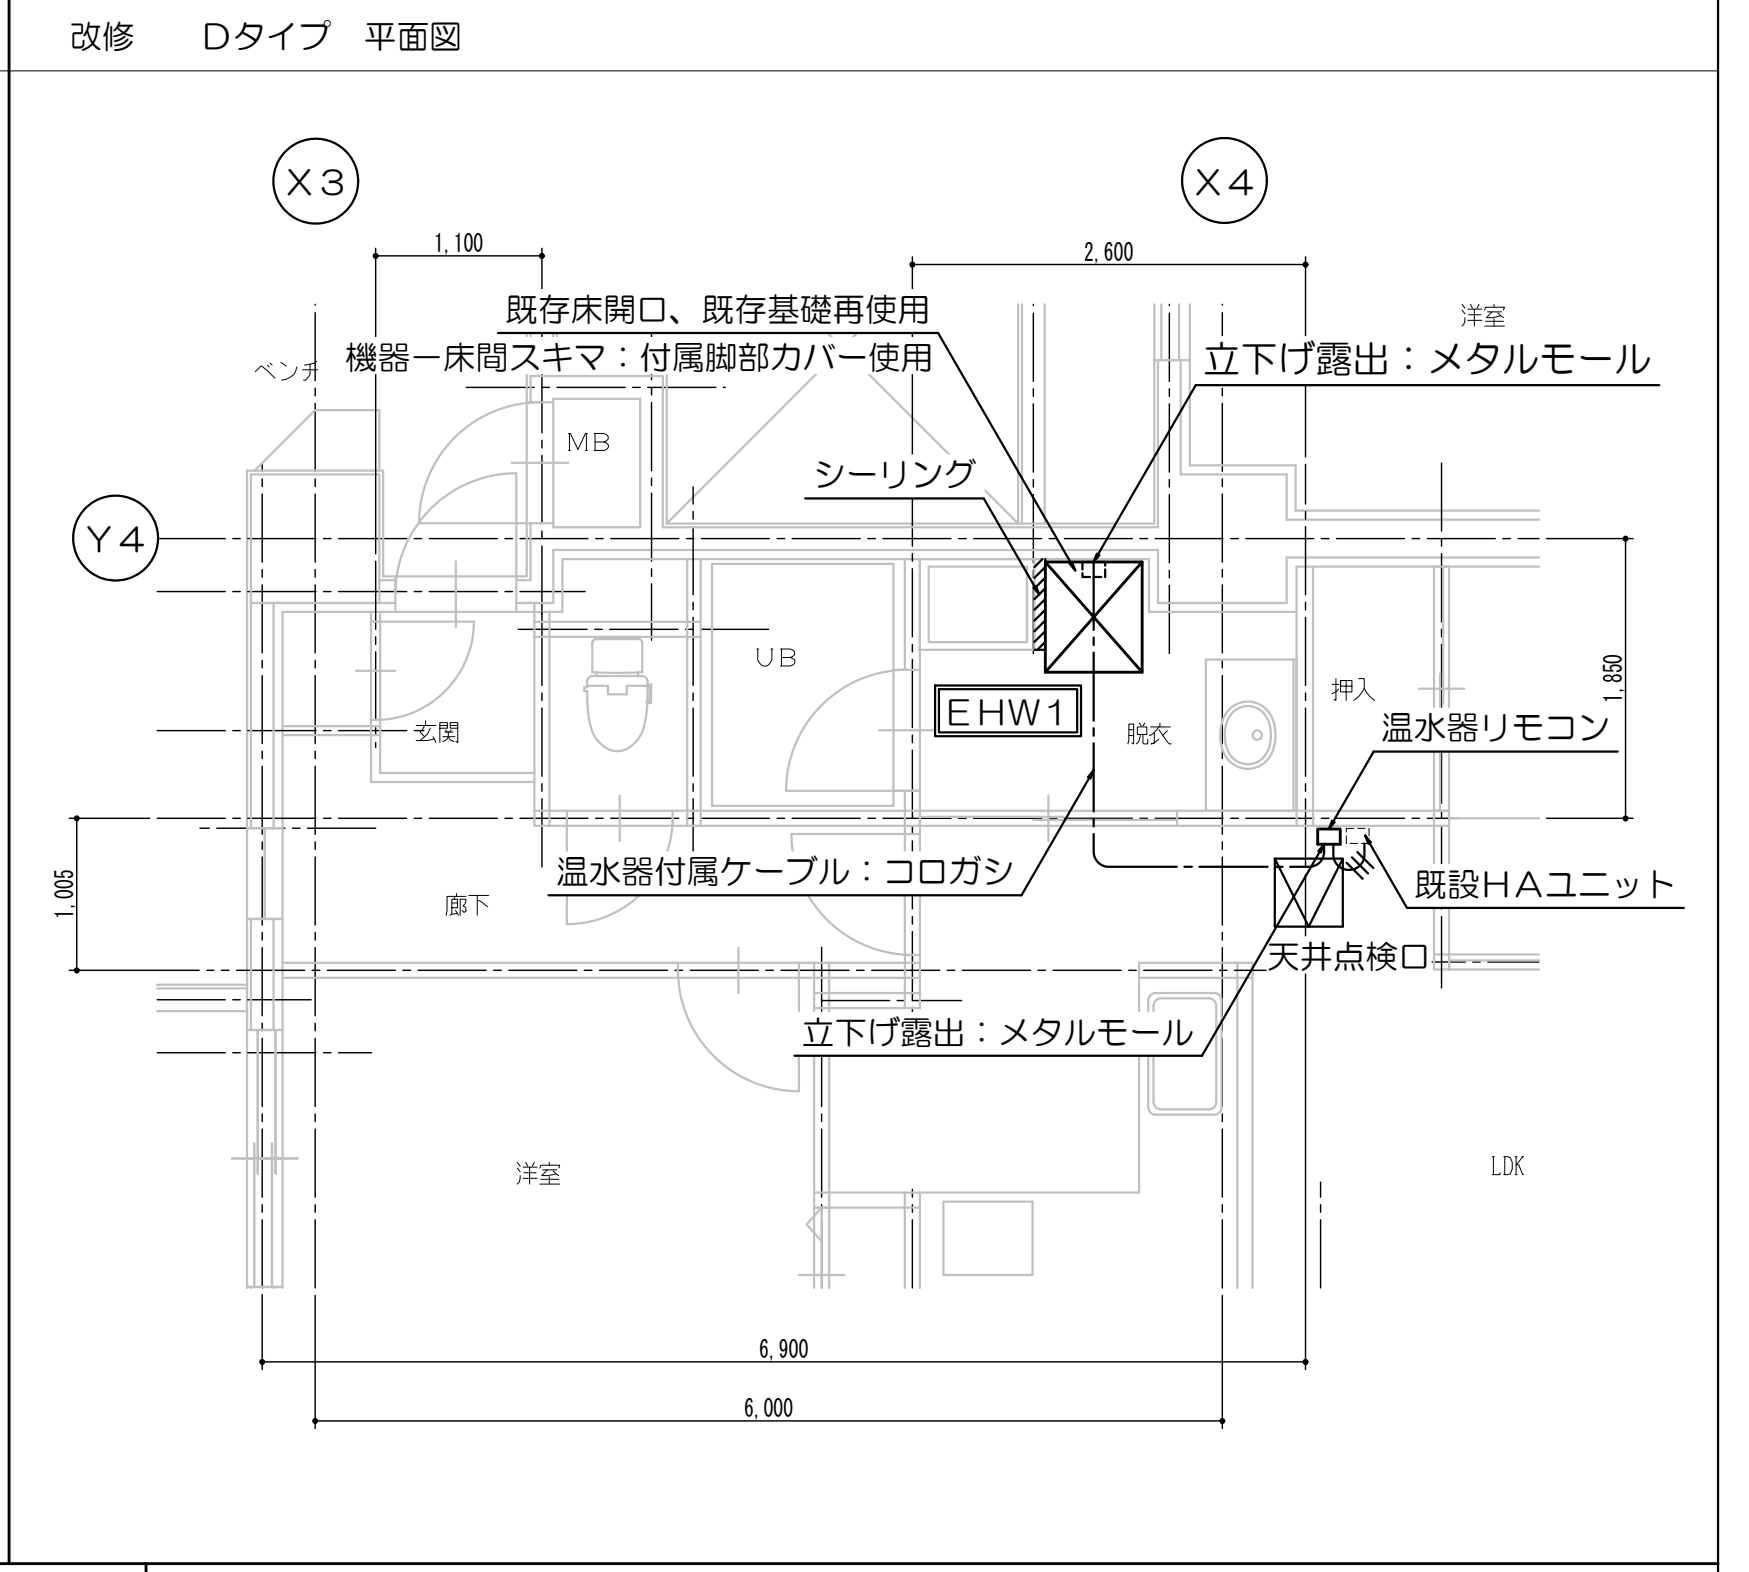 改修　Dタイプ　平面図
X3
X4
1,100
2,600
既存床開口、既存基礎再使用
機器ー床間スキマ：付属脚部カバー使用
洋室
立下げ露出：メタルモール
ベンチ
MB
シーリング
Y4
UB
EHW1
脱衣
押入
1,850
玄関
温水器リモコン
温水器付属ケーブル：コロガシ
1,005
廊下
既設HAユニット
天井点検口
立下げ露出：メタルモール
洋室
LDK
6,900
6,000